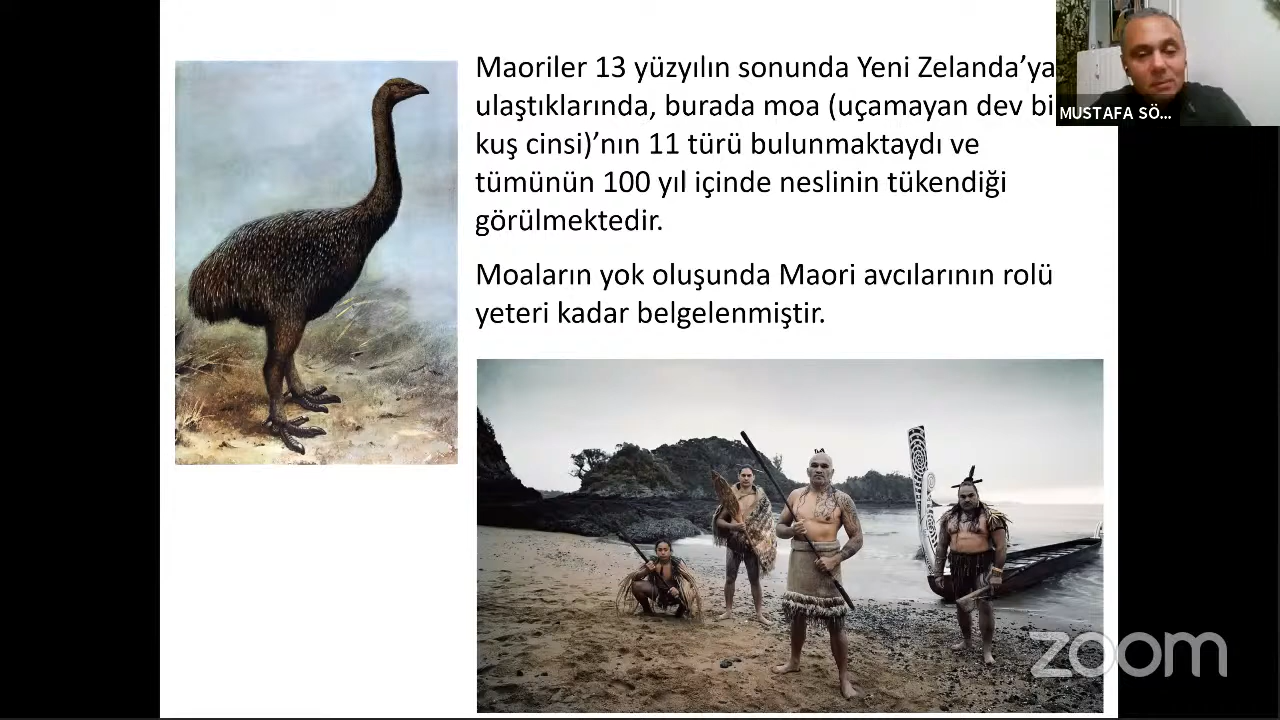 Maoriler 13 yüzyılın sonunda Yeni Zelanda’ya
ulaştıklarında, burada moa (uçamayan dev bi
kuş cinsi)’nın 11 türü bulunmaktaydı ve
tümünün 100 yıl içinde neslinin tükendiği
görülmektedir.
Moaların yok oluşunda Maori avcılarının rolü
yeteri kadar belgelenmiştir.
MUSTAFA SÖ...
zoom